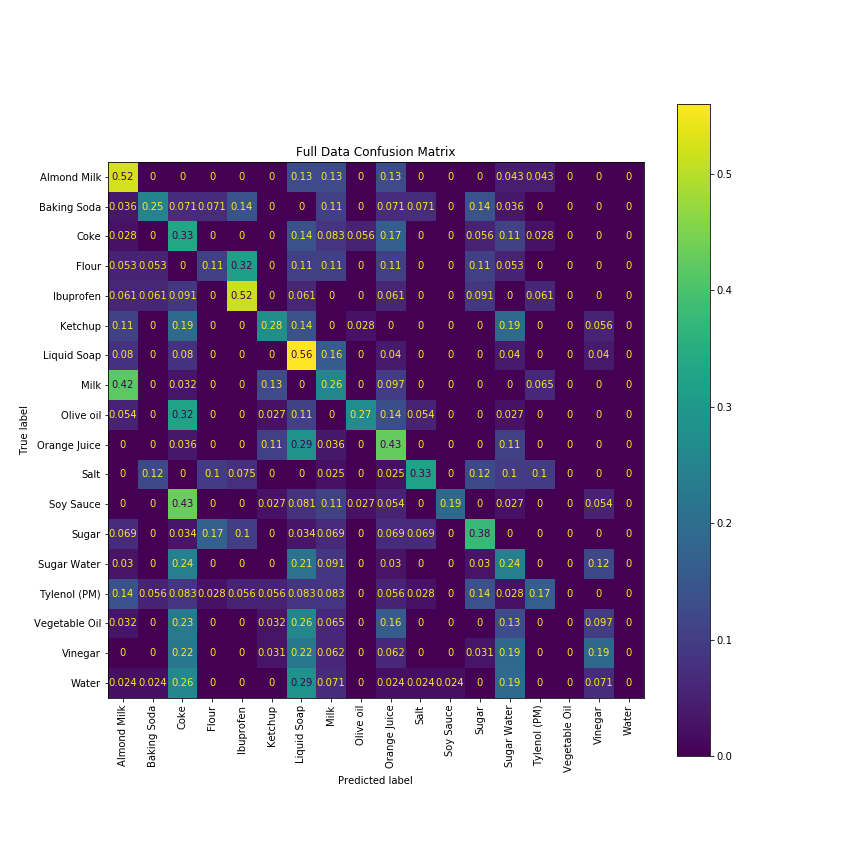 Full Data Confusion Matrix
Almond Milk 0.52 0 0 0 0 0 0.13 0.13 0 0.13 0 0 0 0.043 0.043 0 0 0
Baking Soda 0.036 0.25 0.071 0.071 0.14 0 0 0.11 0 0.071 0.071 0 0.14 0.036 0 0 0 0
Coke 0.028 0 0.33 0 0 0 0.14 0.083 0.056 0.17 0 0 0.056 0.11 0.028 0 0 0
Flour 0.053 0.053 0 0.11 0.32 0 0.11 0.11 0 0.11 0 0 0.11 0.053 0 0 0 0
Ibuprofen 0.061 0.061 0.091 0 0.52 0 0.061 0 0 0.061 0 0 0.091 0 0.061 0 0 0
Ketchup 0.11 0 0.19 0 0 0.28 0.14 0 0.028 0 0 0 0 0.19 0 0 0.056 0
Liquid Soap 0.08 0 0.08 0 0 0 0.56 0.16 0 0.04 0 0 0 0.04 0 0 0.04 0
Milk 0.42 0 0.032 0 0 0.13 0 0.26 0 0.097 0 0 0 0 0.065 0 0 0
Olive oil 0.054 0 0.32 0 0 0.027 0.11 0 0.27 0.14 0.054 0 0 0.027 0 0 0 0
Orange Juice 0 0 0.036 0 0 0.11 0.29 0.036 0 0.43 0 0 0 0.11 0 0 0 0
Salt 0 0.12 0 0.1 0.075 0 0 0.025 0 0.025 0.33 0 0.12 0.1 0.1 0 0 0
Soy Sauce 0 0 0.43 0 0 0.027 0.081 0.11 0.027 0.054 0 0.19 0 0.027 0 0 0.054 0
Sugar 0.069 0 0.034 0.17 0.1 0 0.034 0.069 0 0.069 0.069 0 0.38 0 0 0 0 0
Sugar Water 0.03 0 0.24 0 0 0 0.21 0.091 0 0.03 0 0 0.03 0.24 0 0 0.12 0
Tylenol (PM) 0.14 0.056 0.083 0.028 0.056 0.056 0.083 0.083 0 0.056 0.028 0 0.14 0.028 0.17 0 0 0
Vegetable Oil 0.032 0 0.23 0 0 0.032 0.26 0.065 0 0.16 0 0 0 0.13 0 0 0.097 0
Vinegar 0 0 0.22 0 0 0.031 0.22 0.062 0 0.062 0 0 0.031 0.19 0 0 0.19 0
Water 0.024 0.024 0.26 0 0 0 0.29 0.071 0 0.024 0.024 0.024 0 0.19 0 0 0.071 0
True label
Almond Milk
Baking Soda
Coke
Flour
Ibuprofen
Ketchup
Liquid Soap
Milk
Olive oil
Orange Juice
Salt
Soy Sauce
Sugar
Sugar Water
Tylenol (PM)
Vegetable Oil
Vinegar
Water
Predicted label
0.5
0.4
0.3
0.2
0.1
0.0